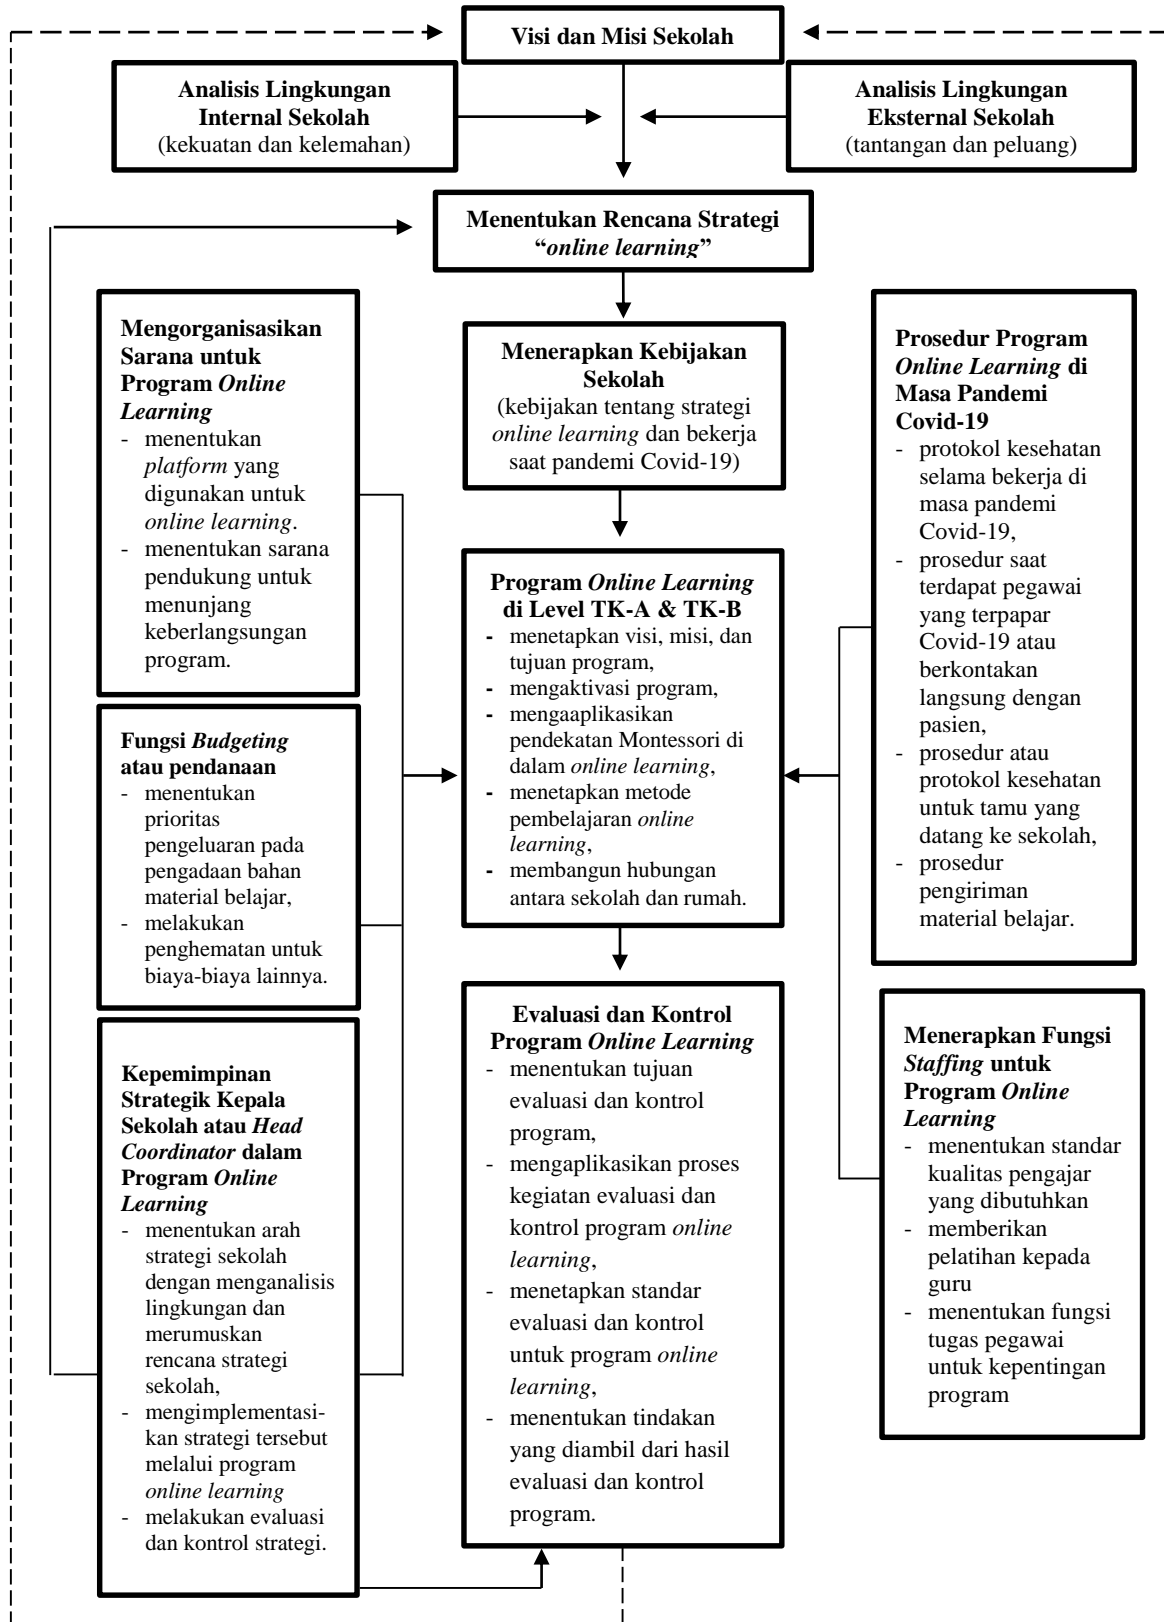 Visi dan Misi Sekolah
Analisis Lingkungan
Internal Sekolah
(kekuatan dan kelemahan)
Analisis Lingkungan
Eksternal Sekolah
(tantangan dan peluang)
Menentukan Rencana Strategi
“online learning”
Mengorganisasikan
Sarana untuk
Program Online
Learning
- menentukan
platform yang
digunakan untuk
online learning.
- menentukan sarana
pendukung untuk
menunjang
keberlangsungan
program.
Menerapkan Kebijakan
Sekolah
(kebijakan tentang strategi
online learning dan bekerja
saat pandemi Covid-19)
Prosedur Program
Online Learning di
Masa Pandemi
Covid-19
- protokol kesehatan
selama bekerja di
masa pandemi
Covid-19,
- prosedur saat
terdapat pegawai
yang terpapar
Covid-19 atau
berkontakan
langsung dengan
pasien,
- prosedur atau
protokol kesehatan
untuk tamu yang
datang ke sekolah,
- prosedur
pengiriman
material belajar.
Program Online Learning
di Level TK-A & TK-B
- menetapkan visi, misi, dan
tujuan program,
- mengaktivasi program,
- mengaaplikasikan
pendekatan Montessori di
dalam online learning,
- menetapkan metode
pembelajaran online
learning,
- membangun hubungan
antara sekolah dan rumah.
Fungsi Budgeting
atau pendanaan
- menentukan
prioritas
pengeluaran pada
pengadaan bahan
material belajar,
- melakukan
penghematan untuk
biaya-biaya lainnya.
Evaluasi dan Kontrol
Program Online Learning
- menentukan tujuan
evaluasi dan kontrol
program,
- mengaplikasikan proses
kegiatan evaluasi dan
kontrol program online
learning,
- menetapkan standar
evaluasi dan kontrol
untuk program online
learning,
- menentukan tindakan
yang diambil dari hasil
evaluasi dan kontrol
program.
Menerapkan Fungsi
Staffing untuk
Program Online
Learning
- menentukan standar
kualitas pengajar
yang dibutuhkan
- memberikan
pelatihan kepada
guru
- menentukan fungsi
tugas pegawai
untuk kepentingan
program
Kepemimpinan
Strategik Kepala
Sekolah atau Head
Coordinator dalam
Program Online
Learning
- menentukan arah
strategi sekolah
dengan menganalisis
lingkungan dan
merumuskan
rencana strategi
sekolah,
- mengimplementasi-
kan strategi tersebut
melalui program
online learning
- melakukan evaluasi
dan kontrol strategi.